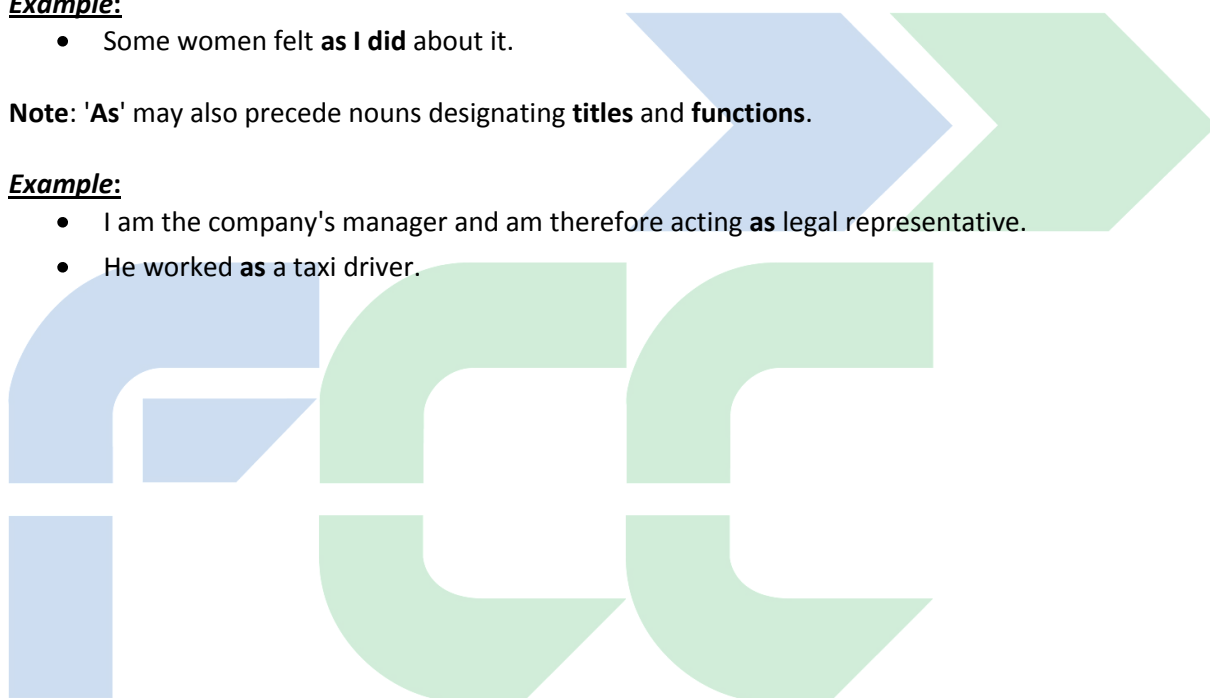 Example:
• Some women felt as I did about it.
Note: 'As' may also precede nouns designating titles and functions.
Example:
• I am the company's manager and am therefore acting as legal representative.
• He worked as a taxi driver.
FCC